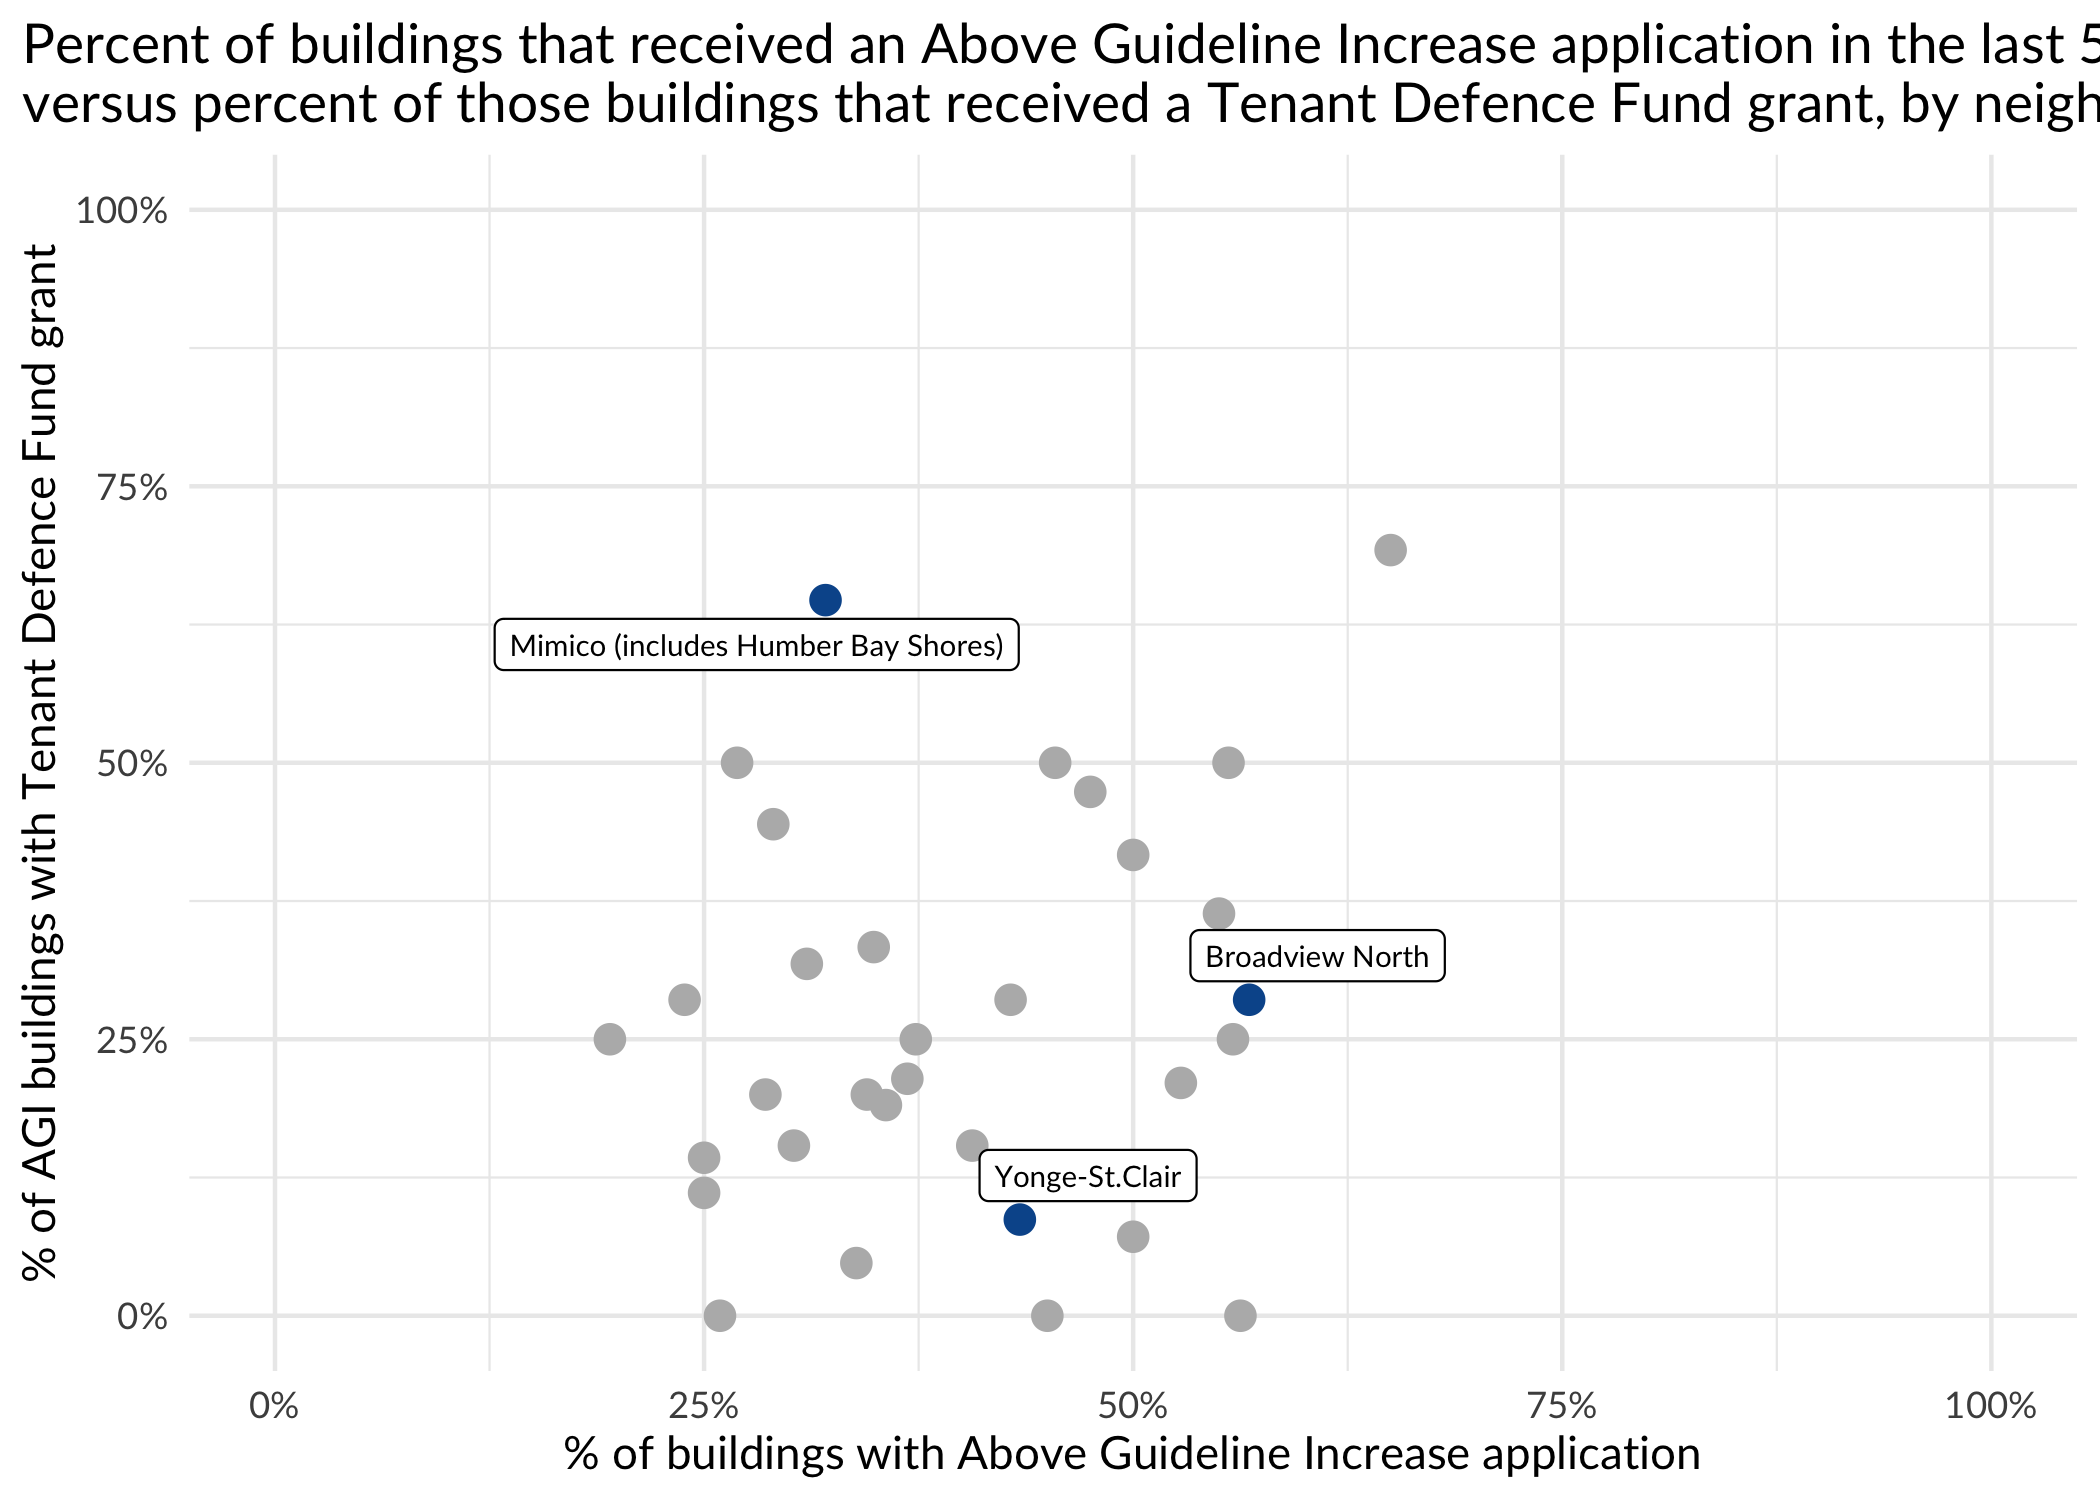 Percent of buildings that received an Above Guideline Increase application in the last 5
versus percent of those buildings that received a Tenant Defence Fund grant, by neigh
% of AGI buildings with Tenant Defence Fund grant
100%
75%
50%
25%
0%
Mimico (includes Humber Bay Shores)
Broadview North
Yonge-St.Clair
0%
25%
50%
75%
100%
% of buildings with Above Guideline Increase application